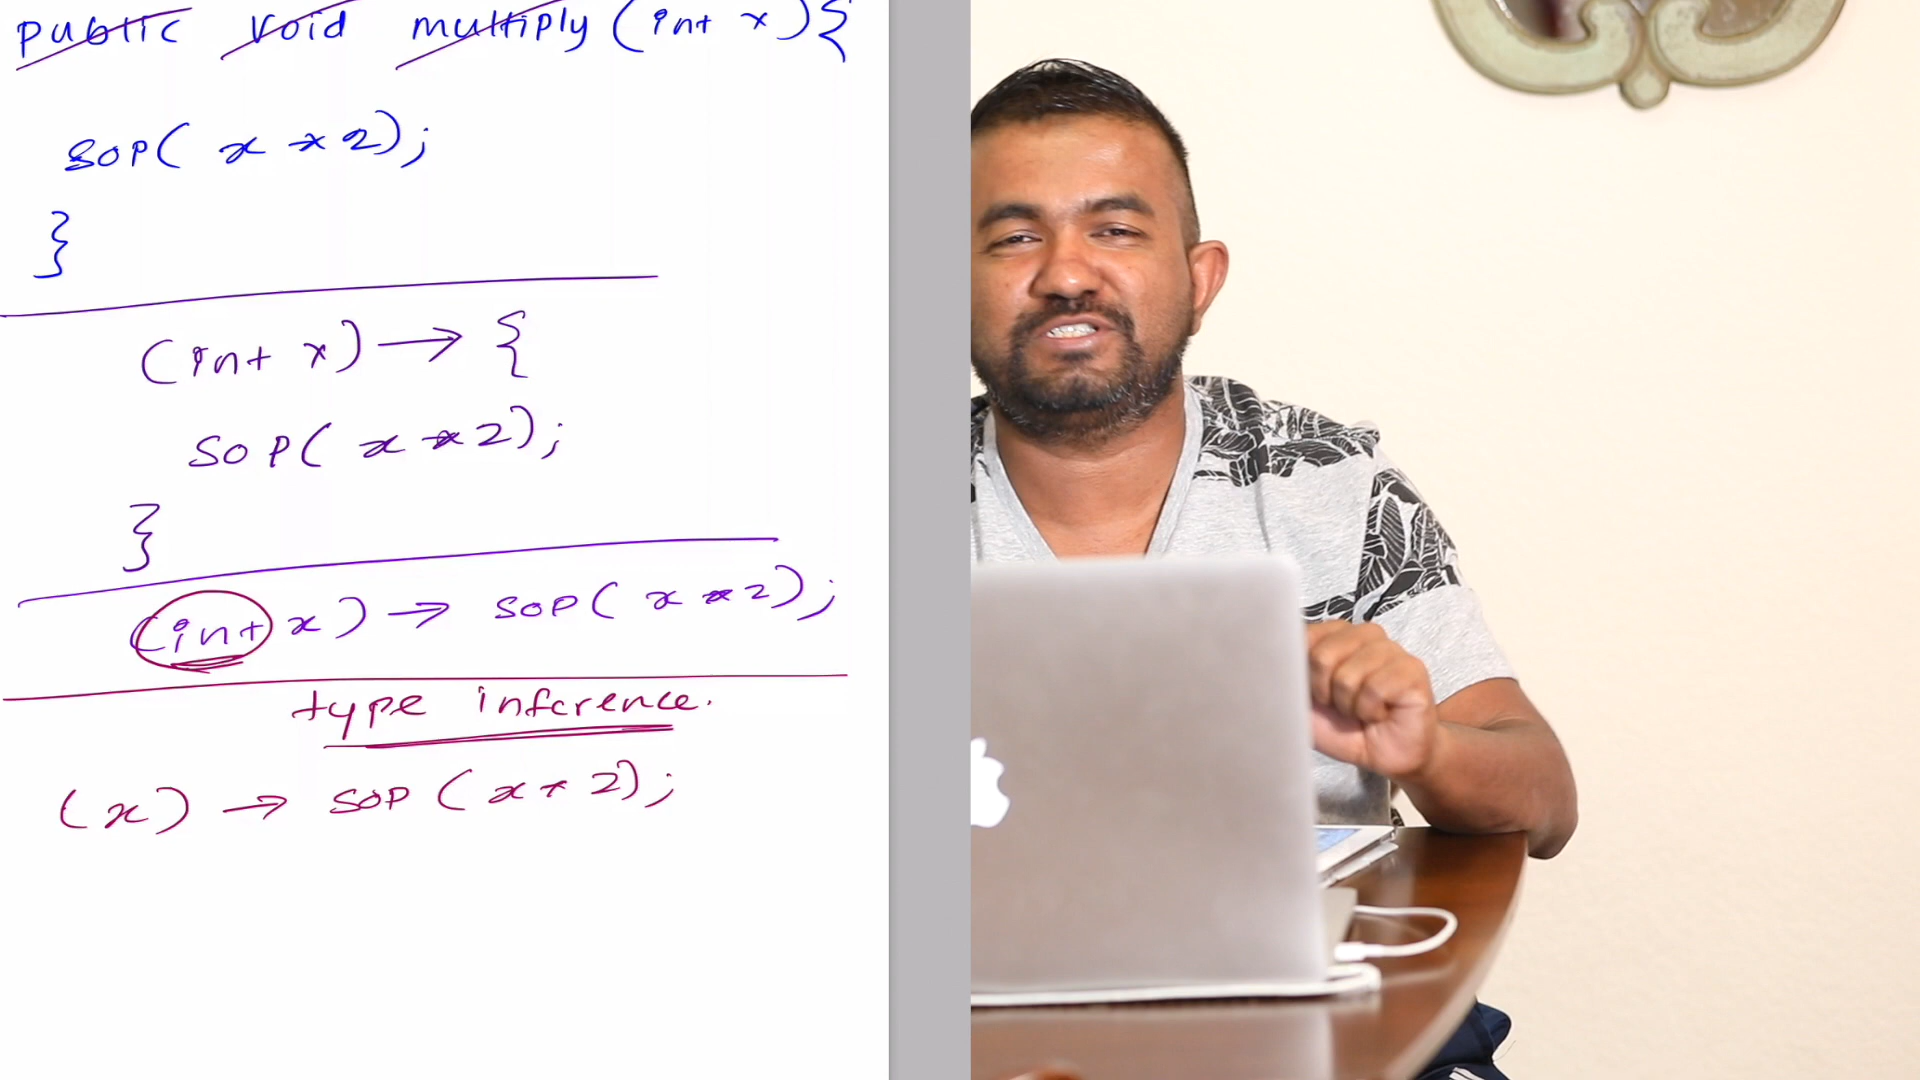 public void multiply (int x) {
SOP( x * 2);
}
(int x) → {
SOP( x * 2);
}
(int x) → SOP( x * 2);
type inference.
(x) → SOP ( x * 2);